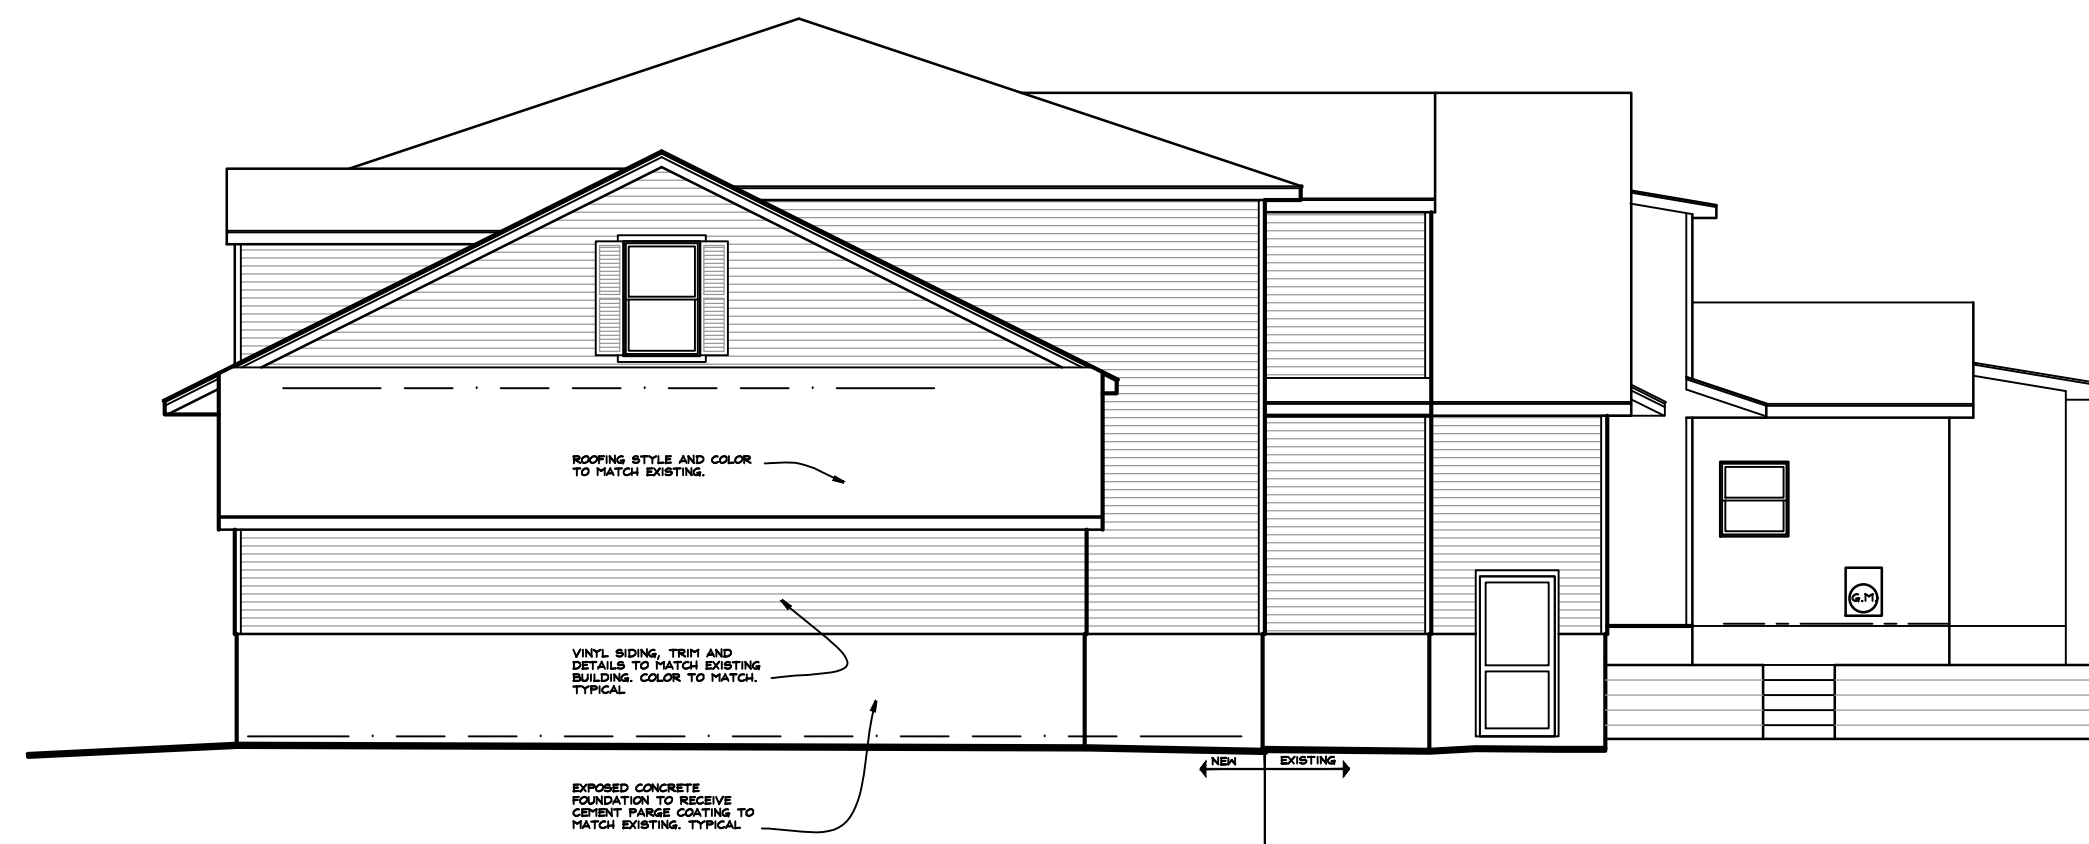 ROOFING STYLE AND COLOR
TO MATCH EXISTING.
G.M
VINYL SIDING, TRIM AND
DETAILS TO MATCH EXISTING
BUILDING. COLOR TO MATCH.
TYPICAL
NEW EXISTING
EXPOSED CONCRETE
FOUNDATION TO RECEIVE
CEMENT PARGE COATING TO
MATCH EXISTING. TYPICAL